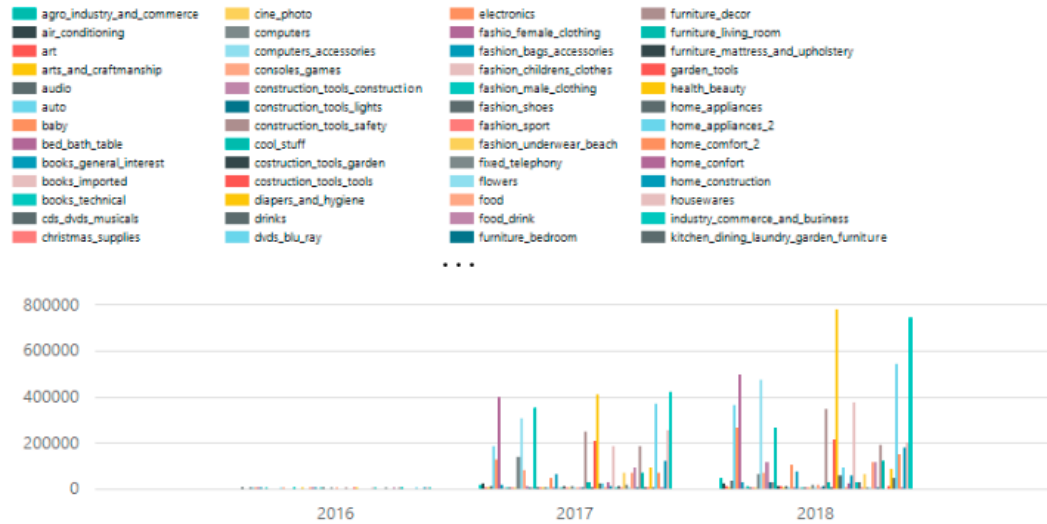 agro_industry_and_commerce cine_photo electronics furniture_decor
air_conditioning computers fashio_female_clothing furniture_living_room
art computers_accessories fashion_bags_accessories furniture_mattress_and_upholstery
arts_and_craftmanship consoles_games fashion_childrens_clothes garden_tools
audio construction_tools_construction fashion_male_clothing health_beauty
auto construction_tools_lights fashion_shoes home_appliances
baby construction_tools_safety fashion_sport home_appliances_2
bed_bath_table cool_stuff fashion_underwear_beach home_comfort_2
books_general_interest costruction_tools_garden fixed_telephony home_confort
books_imported costruction_tools_tools flowers home_construction
books_technical diapers_and_hygiene food housewares
cds_dvds_musicals drinks food_drink industry_commerce_and_business
christmas_supplies dvds_blu_ray furniture_bedroom kitchen_dining_laundry_garden_furniture
...
800000
600000
400000
200000
0
2016 2017 2018